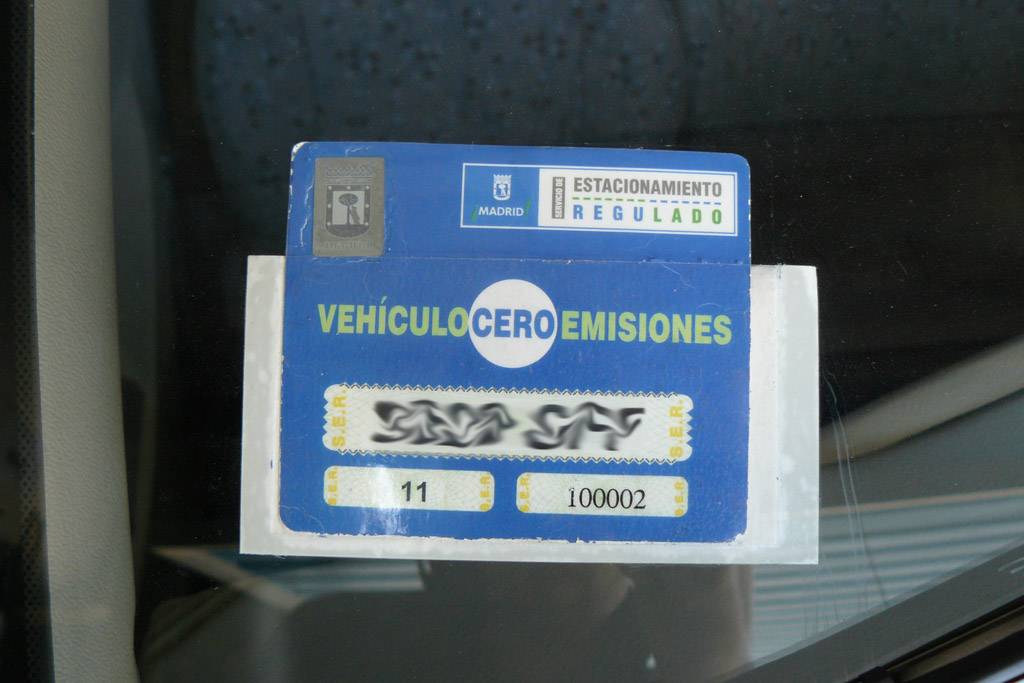 ¡MADRID!
SERVICIO DE
ESTACIONAMIENTO
REGULADO
VEHÍCULO CERO EMISIONES
S.E.R.
S.E.R.
S.E.R. 11 S.E.R.
S.E.R. 100002 S.E.R.